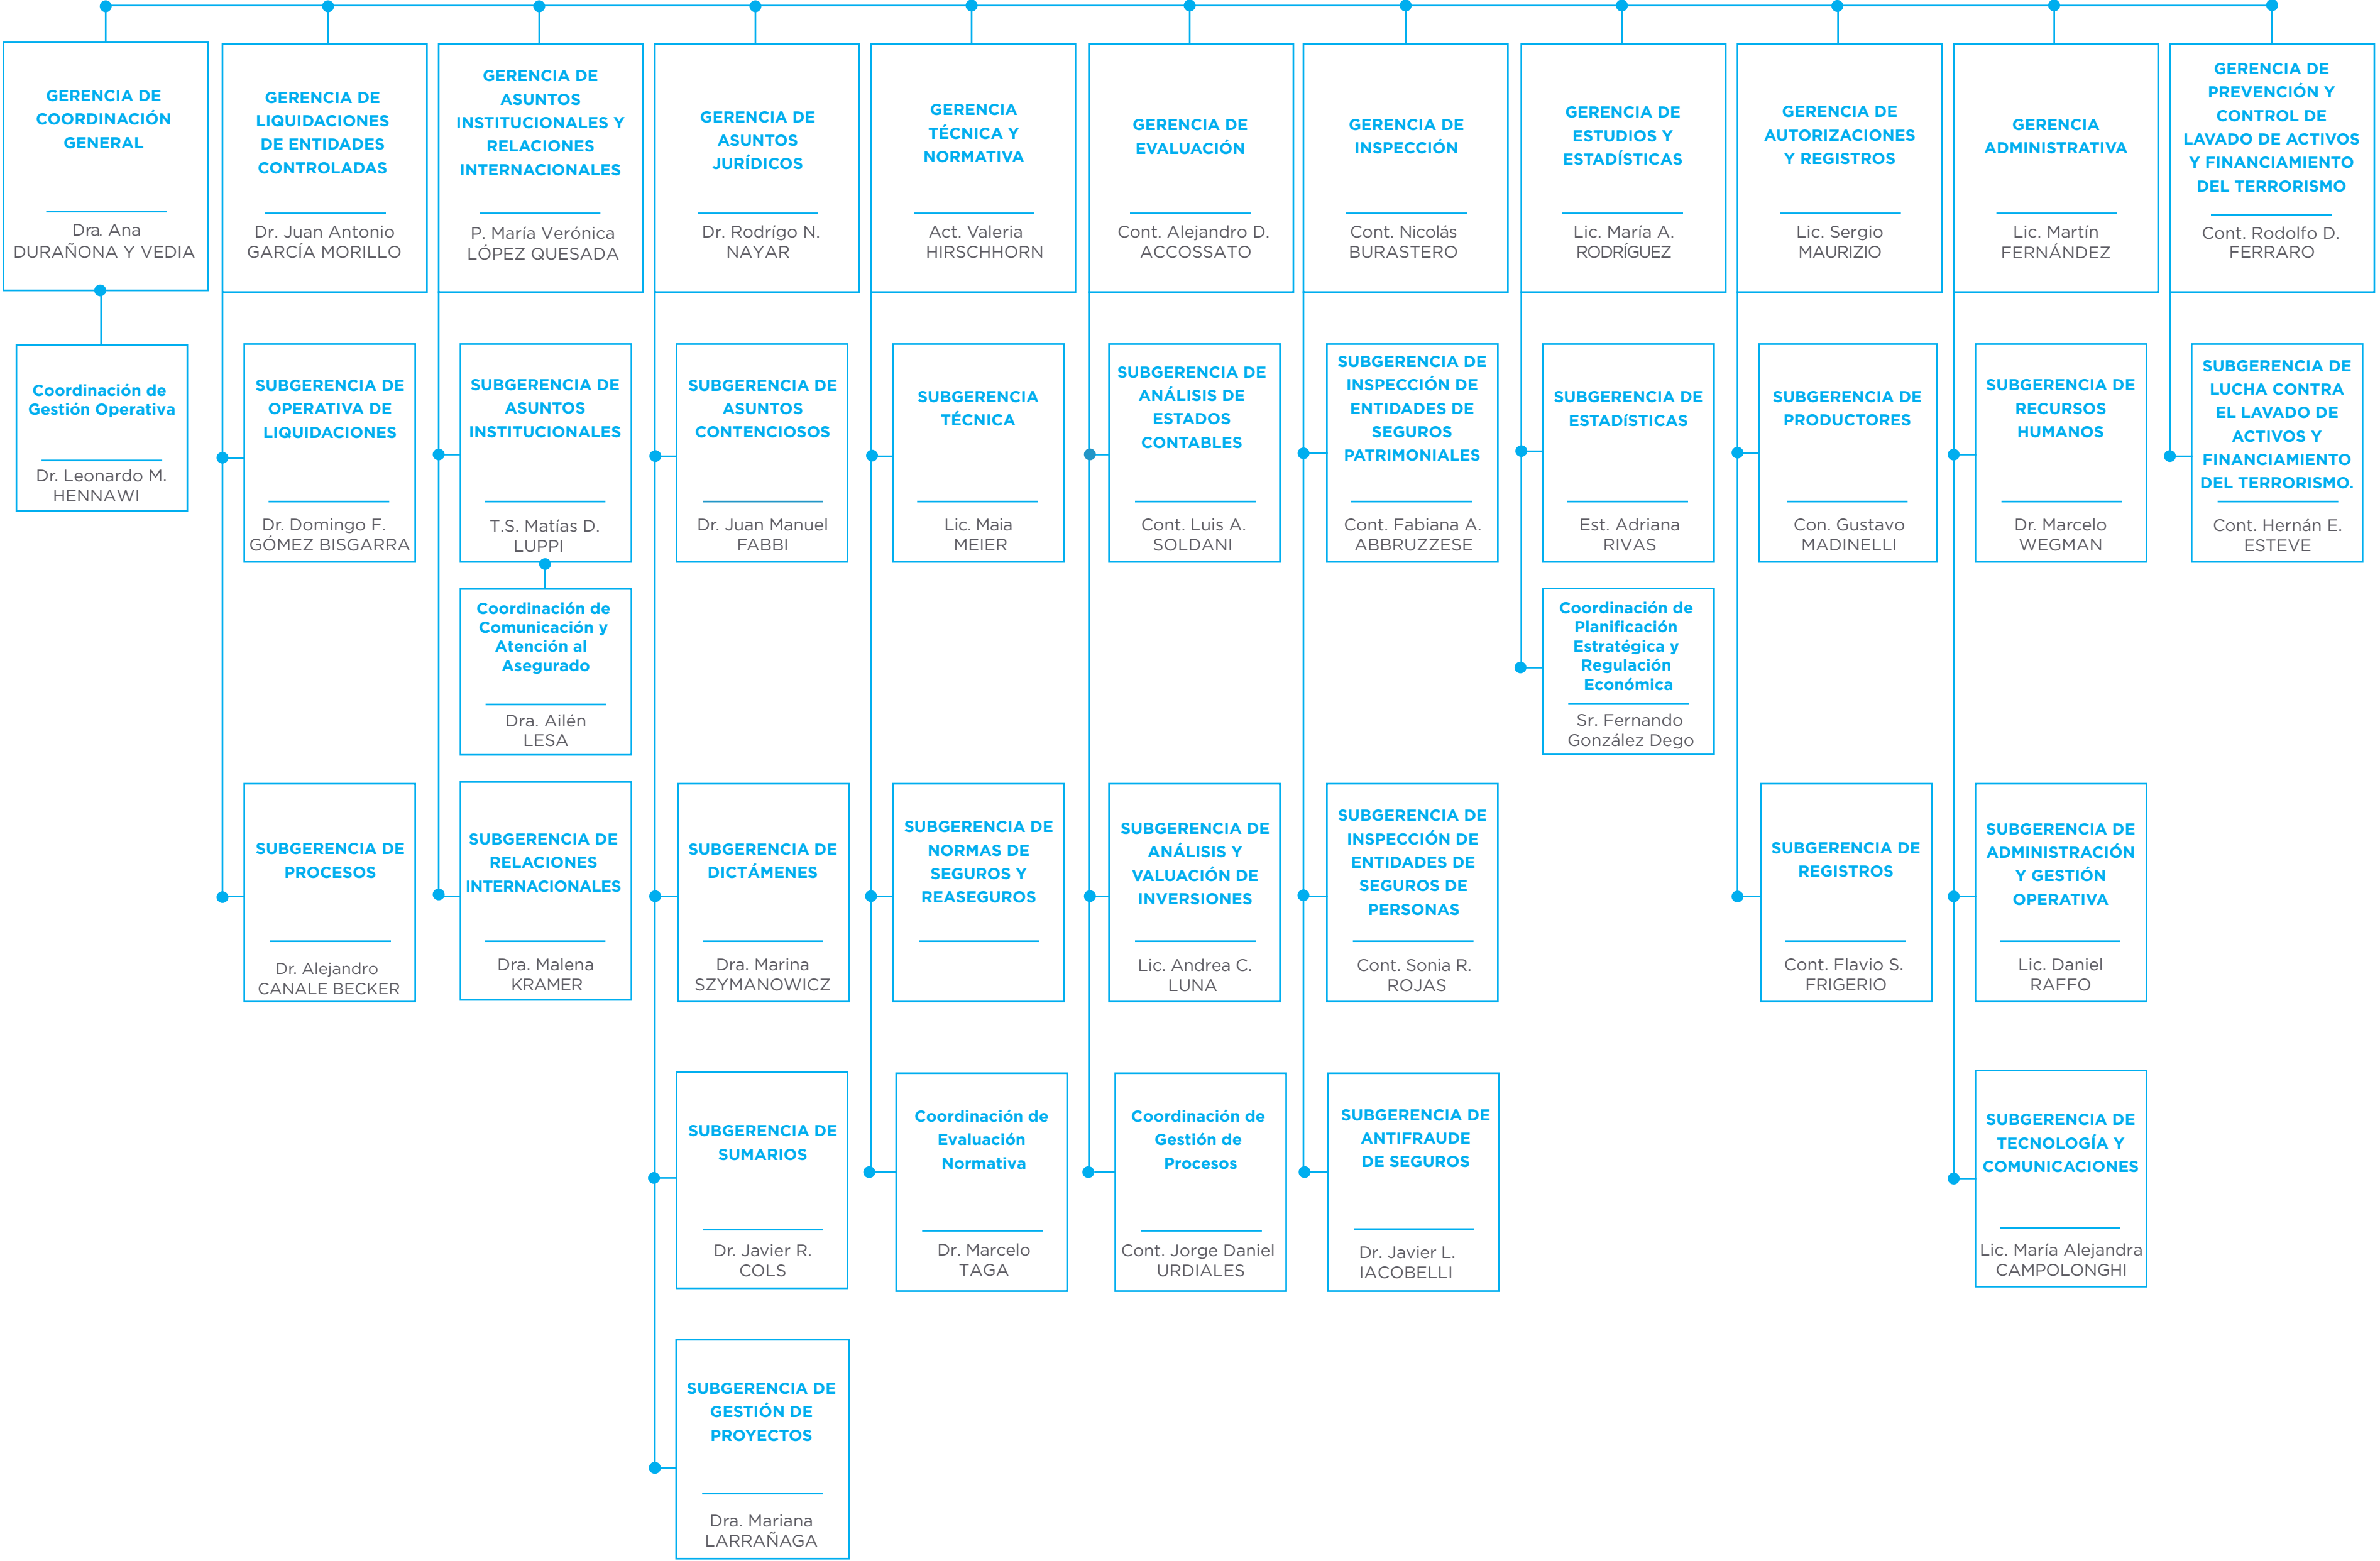 GERENCIA DE
COORDINACIÓN
GENERAL
Dra. Ana
DURAÑONA Y VEDIA
GERENCIA DE
LIQUIDACIONES
DE ENTIDADES
CONTROLADAS
Dr. Juan Antonio
GARCÍA MORILLO
GERENCIA DE
ASUNTOS
INSTITUCIONALES Y
RELACIONES
INTERNACIONALES
P. María Verónica
LÓPEZ QUESADA
GERENCIA DE
ASUNTOS
JURÍDICOS
Dr. Rodrígo N.
NAYAR
GERENCIA
TÉCNICA Y
NORMATIVA
Act. Valeria
HIRSCHHORN
GERENCIA DE
EVALUACIÓN
Cont. Alejandro D.
ACCOSSATO
GERENCIA DE
INSPECCIÓN
Cont. Nicolás
BURASTERO
GERENCIA DE
ESTUDIOS Y
ESTADÍSTICAS
Lic. María A.
RODRÍGUEZ
GERENCIA DE
AUTORIZACIONES
Y REGISTROS
Lic. Sergio
MAURIZIO
GERENCIA
ADMINISTRATIVA
Lic. Martín
FERNÁNDEZ
GERENCIA DE
PREVENCIÓN Y
CONTROL DE
LAVADO DE ACTIVOS
Y FINANCIAMIENTO
DEL TERRORISMO
Cont. Rodolfo D.
FERRARO
Coordinación de
Gestión Operativa
Dr. Leonardo M.
HENNAWI
SUBGERENCIA DE
OPERATIVA DE
LIQUIDACIONES
Dr. Domingo F.
GÓMEZ BISGARRA
SUBGERENCIA DE
ASUNTOS
INSTITUCIONALES
T.S. Matías D.
LUPPI
SUBGERENCIA DE
ASUNTOS
CONTENCIOSOS
Dr. Juan Manuel
FABBI
SUBGERENCIA
TÉCNICA
Lic. Maia
MEIER
SUBGERENCIA DE
ANÁLISIS DE
ESTADOS
CONTABLES
Cont. Luis A.
SOLDANI
SUBGERENCIA DE
INSPECCIÓN DE
ENTIDADES DE
SEGUROS
PATRIMONIALES
Cont. Fabiana A.
ABBRUZZESE
SUBGERENCIA DE
ESTADíSTICAS
Est. Adriana
RIVAS
SUBGERENCIA DE
PRODUCTORES
Con. Gustavo
MADINELLI
SUBGERENCIA DE
RECURSOS
HUMANOS
Dr. Marcelo
WEGMAN
SUBGERENCIA DE
LUCHA CONTRA
EL LAVADO DE
ACTIVOS Y
FINANCIAMIENTO
DEL TERRORISMO.
Cont. Hernán E.
ESTEVE
Coordinación de
Comunicación y
Atención al
Asegurado
Dra. Ailén
LESA
Coordinación de
Planificación
Estratégica y
Regulación
Económica
Sr. Fernando
González Dego
SUBGERENCIA DE
PROCESOS
Dr. Alejandro
CANALE BECKER
SUBGERENCIA DE
RELACIONES
INTERNACIONALES
Dra. Malena
KRAMER
SUBGERENCIA DE
DICTÁMENES
Dra. Marina
SZYMANOWICZ
SUBGERENCIA DE
NORMAS DE
SEGUROS Y
REASEGUROS
SUBGERENCIA DE
ANÁLISIS Y
VALUACIÓN DE
INVERSIONES
Lic. Andrea C.
LUNA
SUBGERENCIA DE
INSPECCIÓN DE
ENTIDADES DE
SEGUROS DE
PERSONAS
Cont. Sonia R.
ROJAS
SUBGERENCIA DE
REGISTROS
Cont. Flavio S.
FRIGERIO
SUBGERENCIA DE
ADMINISTRACIÓN
Y GESTIÓN
OPERATIVA
Lic. Daniel
RAFFO
SUBGERENCIA DE
SUMARIOS
Dr. Javier R.
COLS
Coordinación de
Evaluación
Normativa
Dr. Marcelo
TAGA
Coordinación de
Gestión de
Procesos
Cont. Jorge Daniel
URDIALES
SUBGERENCIA DE
ANTIFRAUDE
DE SEGUROS
Dr. Javier L.
IACOBELLI
SUBGERENCIA DE
TECNOLOGÍA Y
COMUNICACIONES
Lic. María Alejandra
CAMPOLONGHI
SUBGERENCIA DE
GESTIÓN DE
PROYECTOS
Dra. Mariana
LARRAÑAGA